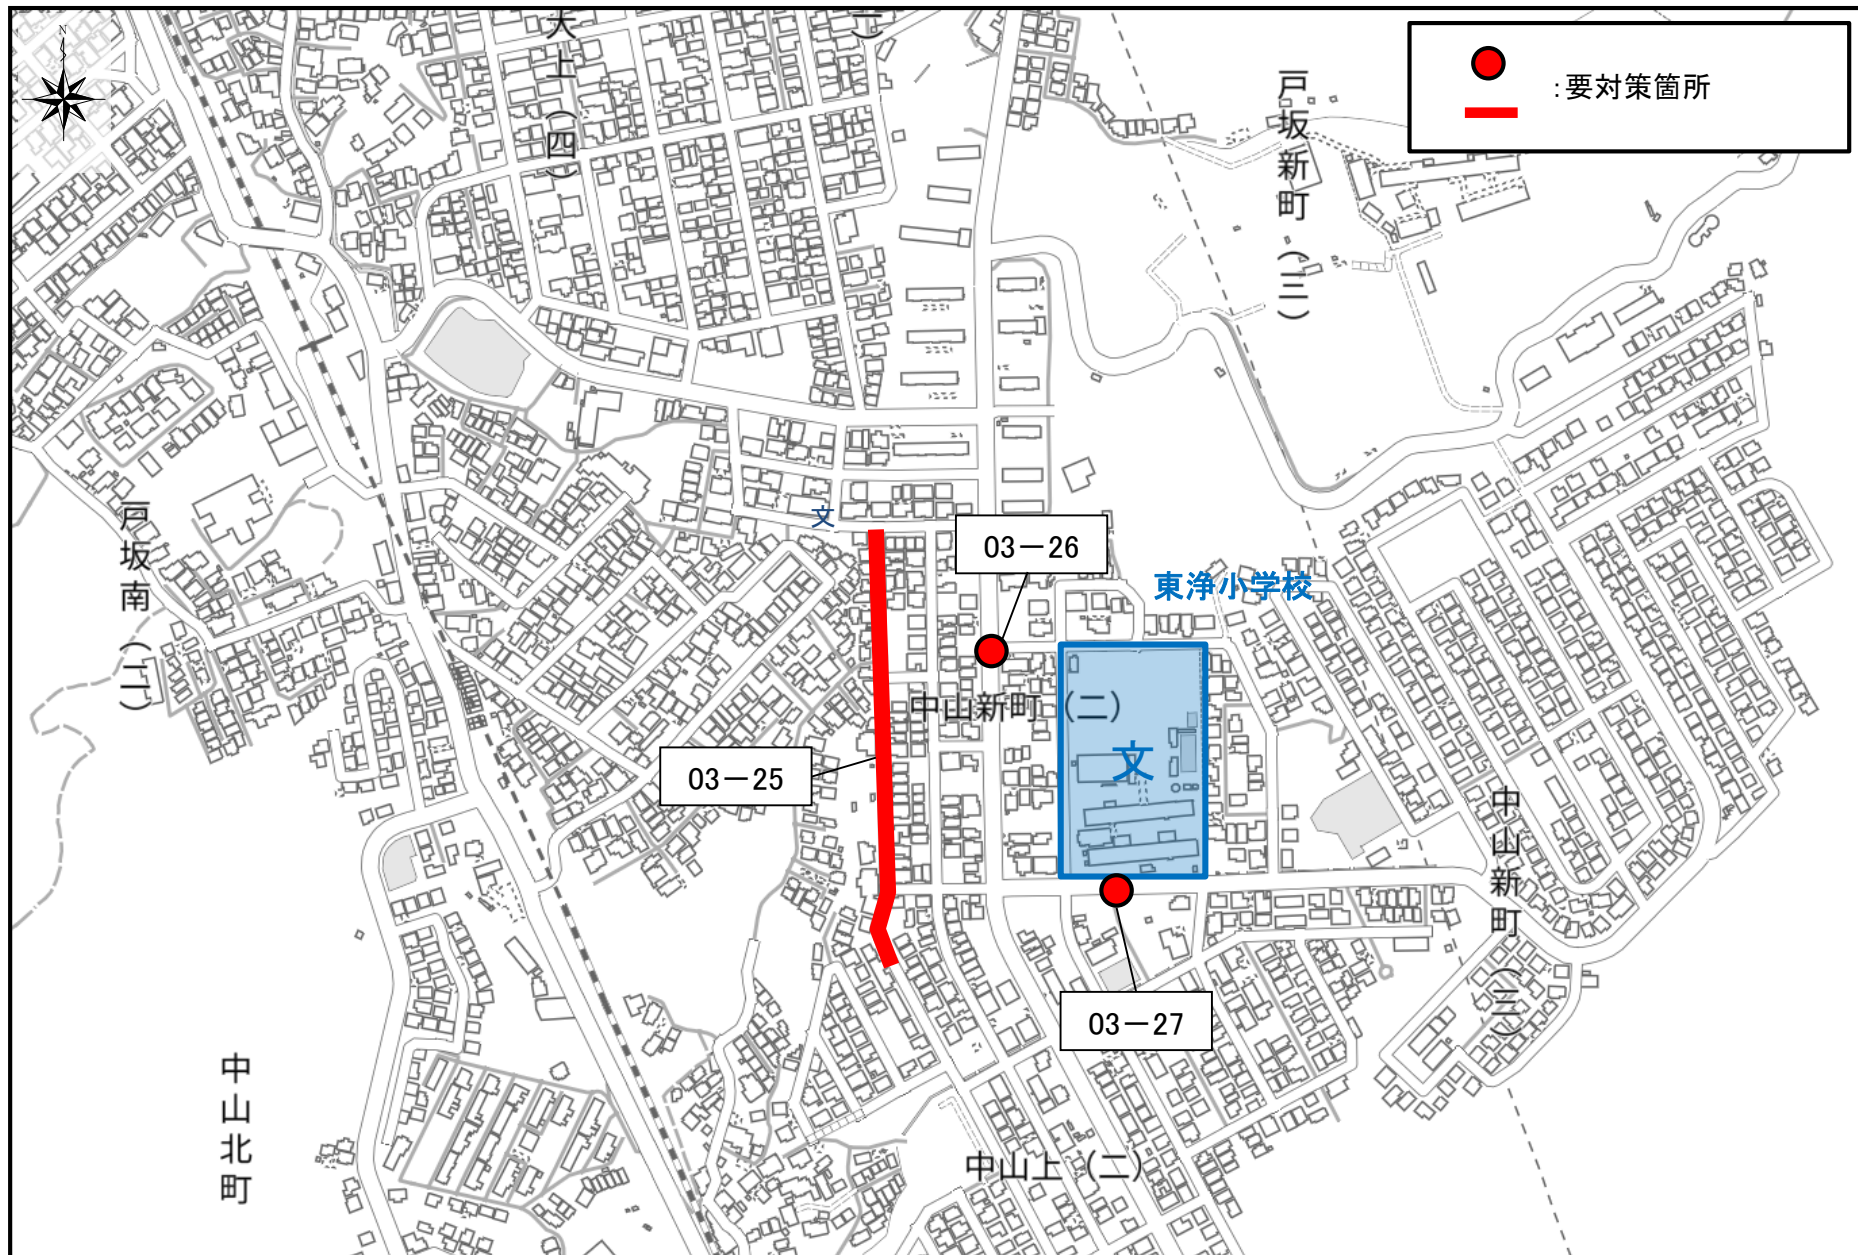 N
大上(四)
戸坂新町(三)
:要対策箇所
戸坂南(二)
文
03-26
東浄小学校
中山新町(二)
文
03-25
中山新町(三)
03-27
中山北町
中山上(二)